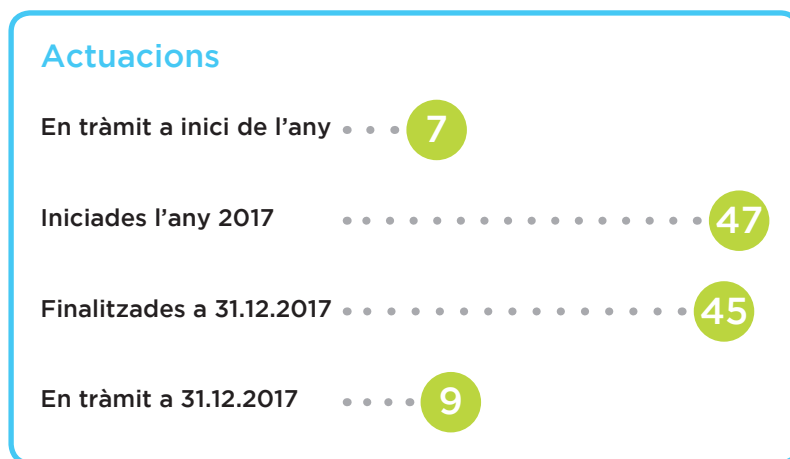 Actuacions
En tràmit a inici de l’any 7
Iniciades l’any 2017 47
Finalitzades a 31.12.2017 45
En tràmit a 31.12.2017 9